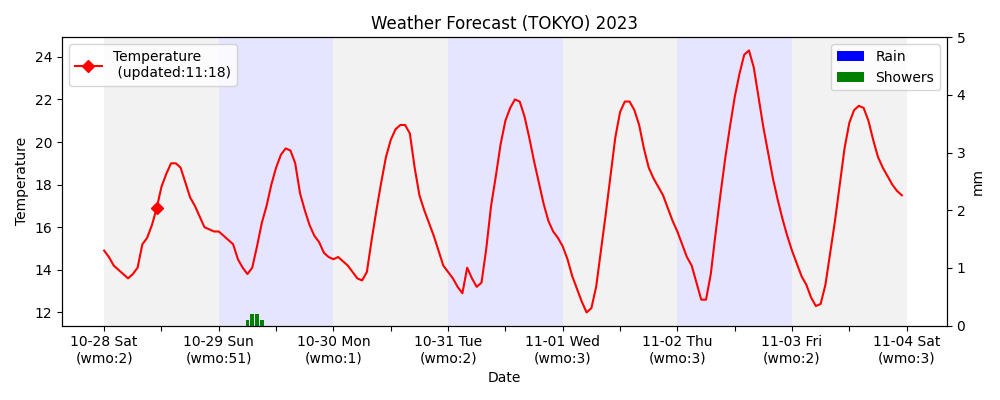 Weather Forecast (TOKYO) 2023
Temperature
(updated:11:18)
Rain
Showers
Temperature
24
22
20
18
16
14
12
5
4
3
2
1
0
mm
10-28 Sat
(wmo:2)
10-29 Sun
(wmo:51)
10-30 Mon
(wmo:1)
10-31 Tue
(wmo:2)
11-01 Wed
(wmo:3)
11-02 Thu
(wmo:3)
11-03 Fri
(wmo:2)
11-04 Sat
(wmo:3)
Date